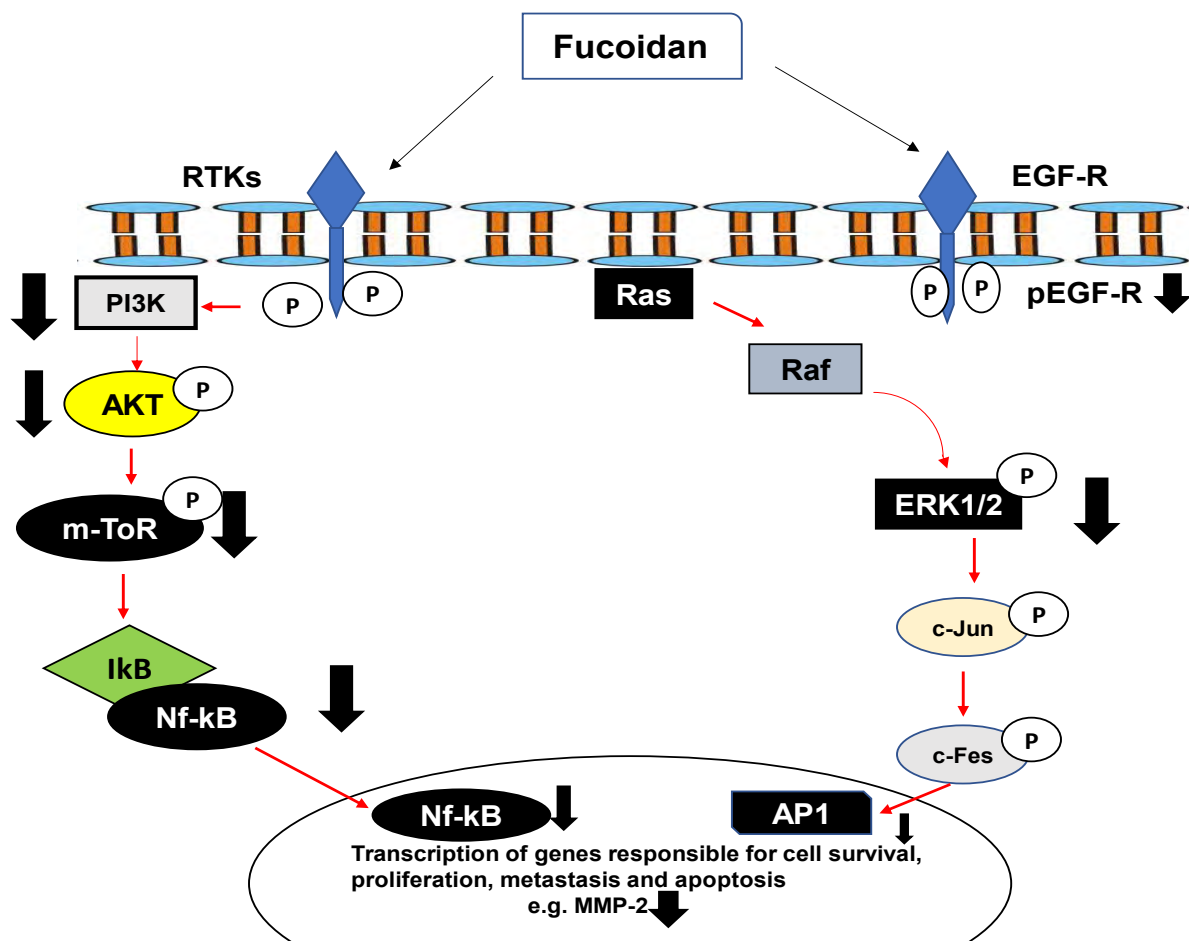 Fucoidan
RTKs
EGF-R
PI3K
P
P
Ras
P
P
pEGF-R
Raf
AKT
P
m-ToR
P
ERK1/2
P
IkB
Nf-kB
c-Jun
P
c-Fes
P
Nf-kB
AP1
Transcription of genes responsible for cell survival,
proliferation, metastasis and apoptosis
e.g. MMP-2